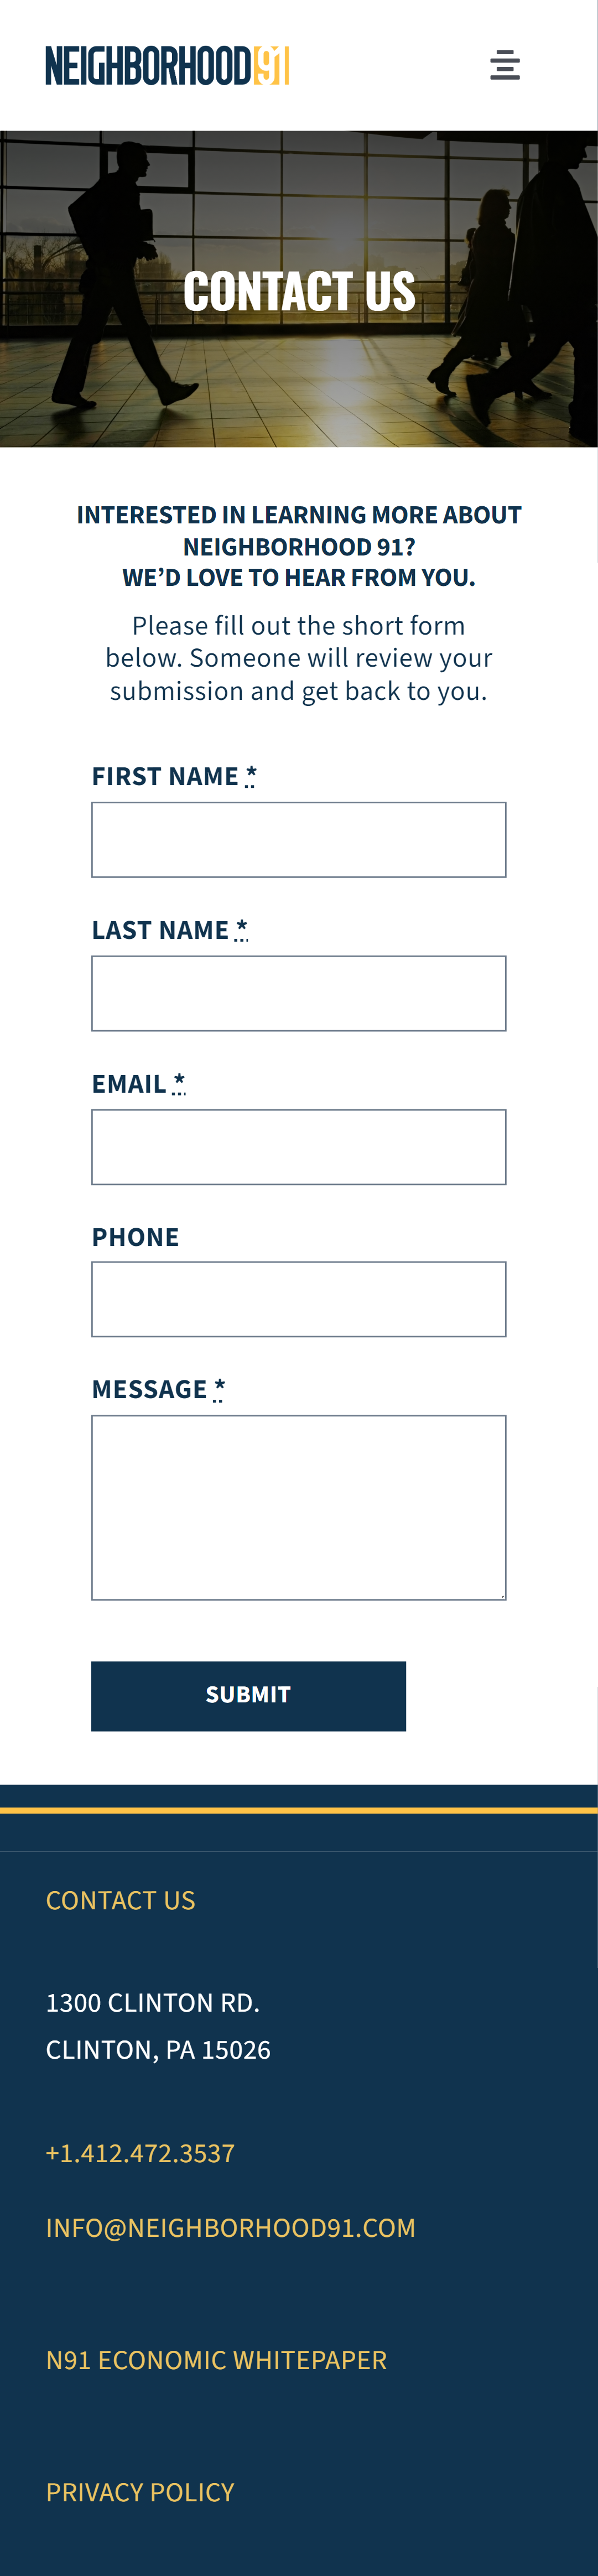 NEIGHBORHOOD91
CONTACT US
INTERESTED IN LEARNING MORE ABOUT
NEIGHBORHOOD 91?
WE’D LOVE TO HEAR FROM YOU.
Please fill out the short form
below. Someone will review your
submission and get back to you.
FIRST NAME *
LAST NAME *
EMAIL *
PHONE
MESSAGE *
SUBMIT
CONTACT US
1300 CLINTON RD.
CLINTON, PA 15026
+1.412.472.3537
INFO@NEIGHBORHOOD91.COM
N91 ECONOMIC WHITEPAPER
PRIVACY POLICY